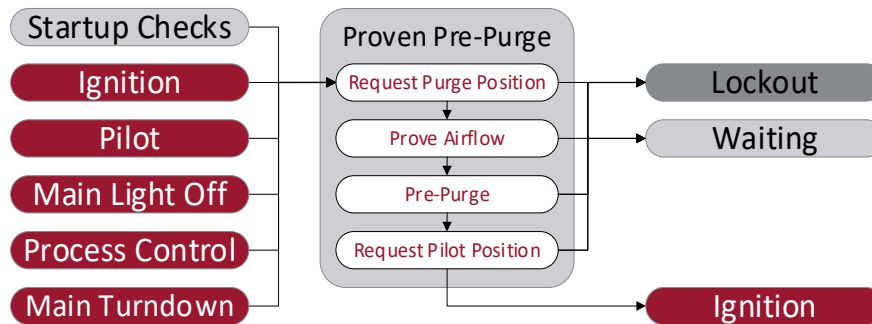 Startup Checks
Ignition
Pilot
Main Light Off
Process Control
Main Turndown
Proven Pre-Purge
Request Purge Position
Prove Airflow
Pre-Purge
Request Pilot Position
Lockout
Waiting
Ignition